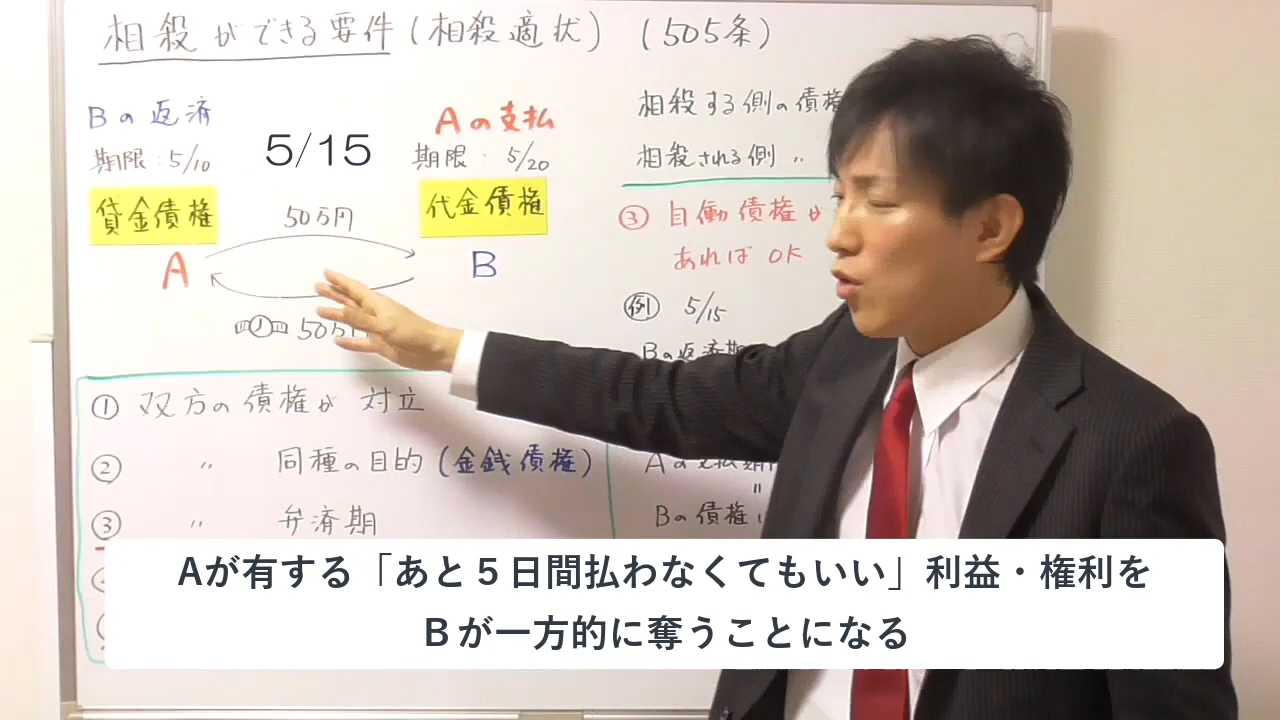 相殺ができる要件(相殺適状) (505条)
Bの返済
期限:5/10
5/15
Aの支払
期限:5/20
貸金債権
50万円
代金債権
A
B
50万
相殺する側の債権
相殺される側 〃
③ 自働債権が
あれば OK
例 5/15
Bの返済期
Aの支払期
〃
Bの債権
① 双方の債権が 対立
② 〃 同種の目的(金銭債権)
③ 〃 弁済期
Aが有する「あと5日間払わなくてもいい」利益・権利を
Bが一方的に奪うことになる